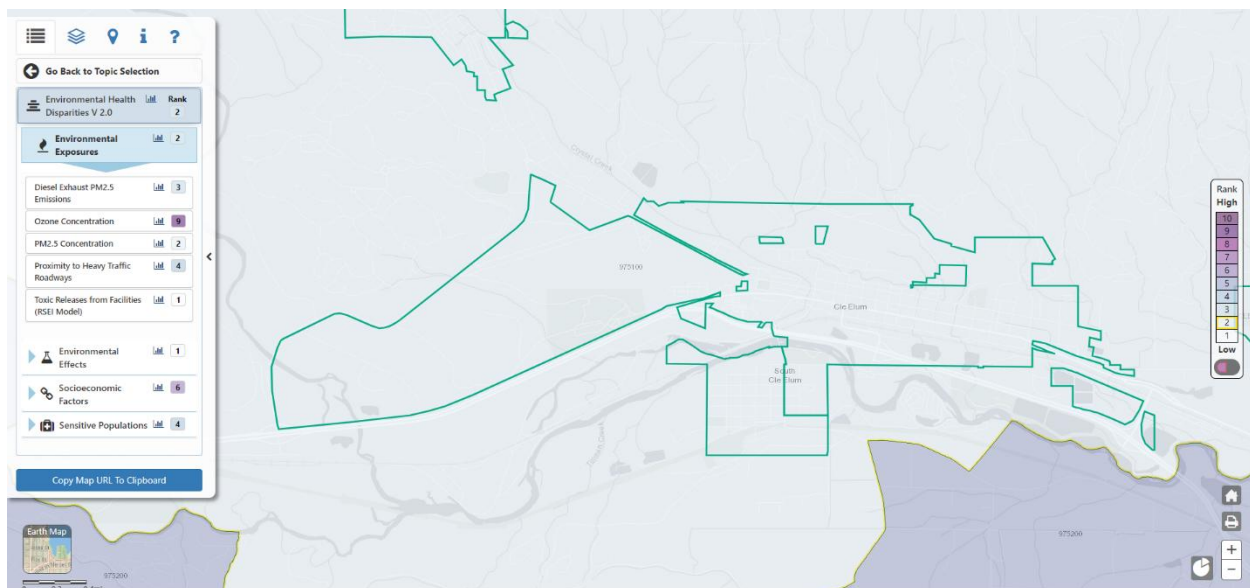 i ?
Go Back to Topic Selection
Environmental Health Disparities V 2.0
Rank
2
Environmental Exposures
2
Diesel Exhaust PM2.5 Emissions
3
Ozone Concentration
9
PM2.5 Concentration
2
Proximity to Heavy Traffic Roadways
4
Toxic Releases from Facilities (RSEI Model)
1
Environmental Effects
1
Socioeconomic Factors
6
Sensitive Populations
4
Copy Map URL To Clipboard
Earth Map
975200
975100
Cle Elum
South
Cle Elum
975200
Rank
High
10
9
8
7
6
5
4
3
2
1
Low
+
−